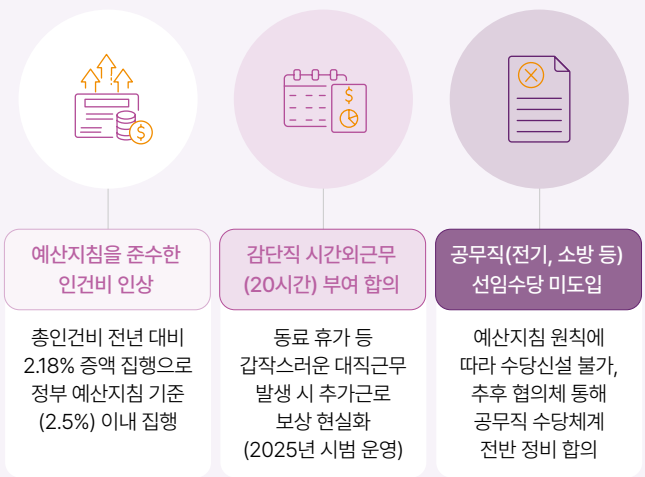 예산지침을 준수한
인건비 인상
총인건비 전년 대비
2.18% 증액 집행으로
정부 예산지침 기준
(2.5%) 이내 집행
감단직 시간외근무
(20시간) 부여 합의
동료 휴가 등
갑작스러운 대직근무
발생 시 추가근로
보상 현실화
(2025년 시범 운영)
공무직(전기, 소방 등)
선임수당 미도입
예산지침 원칙에
따라 수당신설 불가,
추후 협의체 통해
공무직 수당체계
전반 정비 합의